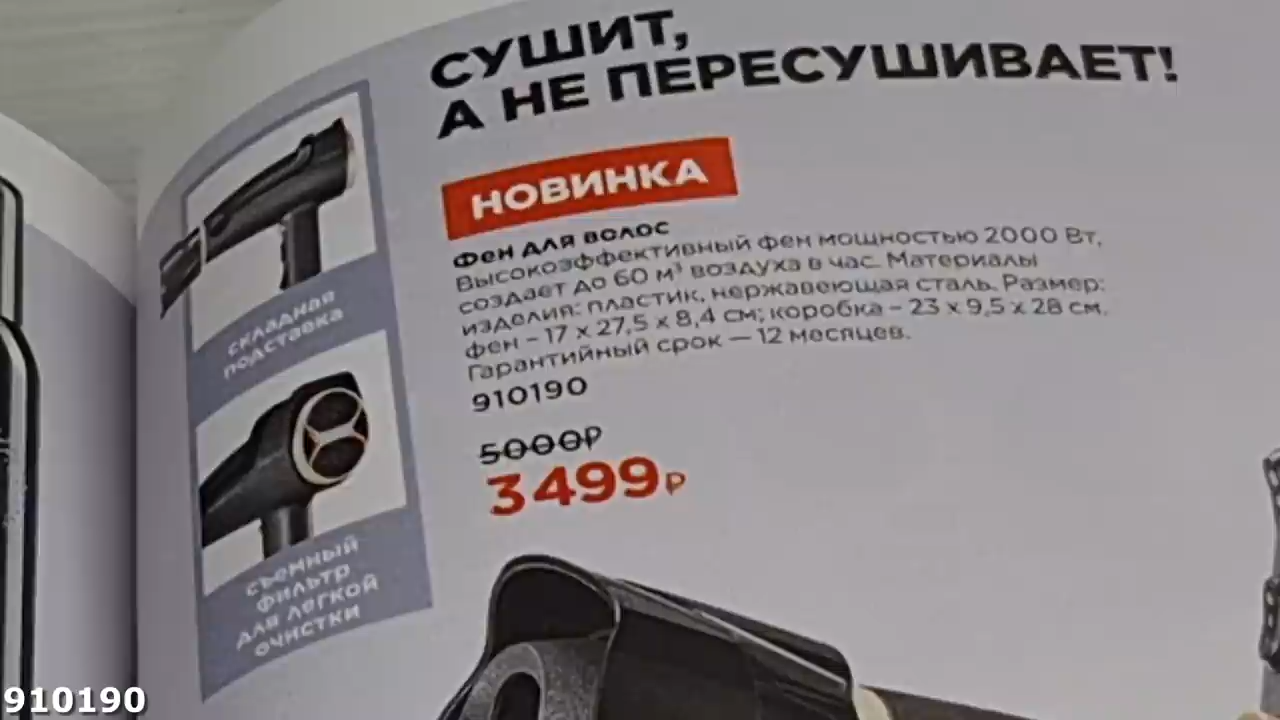 СУШИТ,
А НЕ ПЕРЕСУШИВАЕТ!
НОВИНКА
Фен для волос
Высокоэффективный фен мощностью 2000 Вт,
создает до 60 м³ воздуха в час. Материалы
изделия: пластик, нержавеющая сталь. Размер:
фен – 17 х 27,5 х 8,4 см; коробка – 23 х 9,5 х 28 см.
Гарантийный срок — 12 месяцев.
910190
5000₽
3499₽
складная
подставка
съемный
фильтр
для легкой
очистки
910190